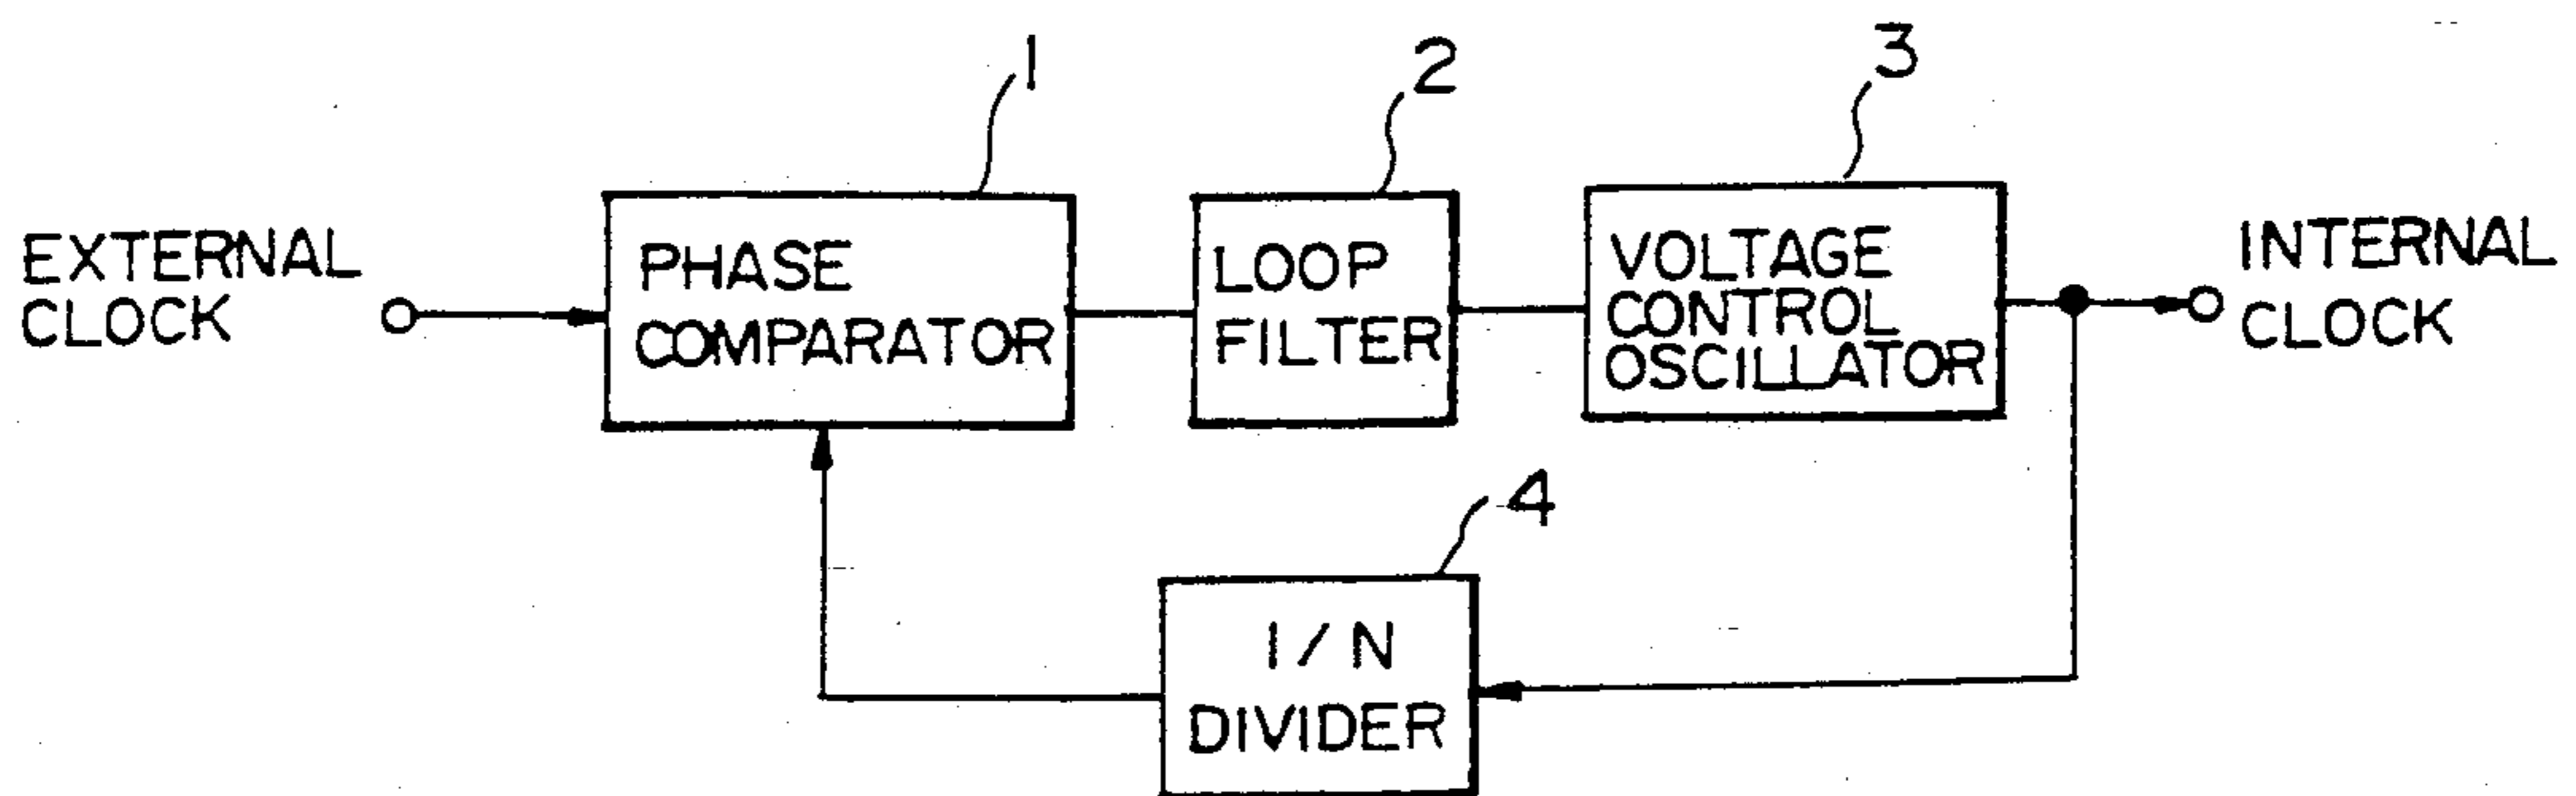 1
2
3
EXTERNAL
CLOCK
PHASE
COMPARATOR
LOOP
FILTER
VOLTAGE
CONTROL
OSCILLATOR
INTERNAL
CLOCK
4
1/N
DIVIDER